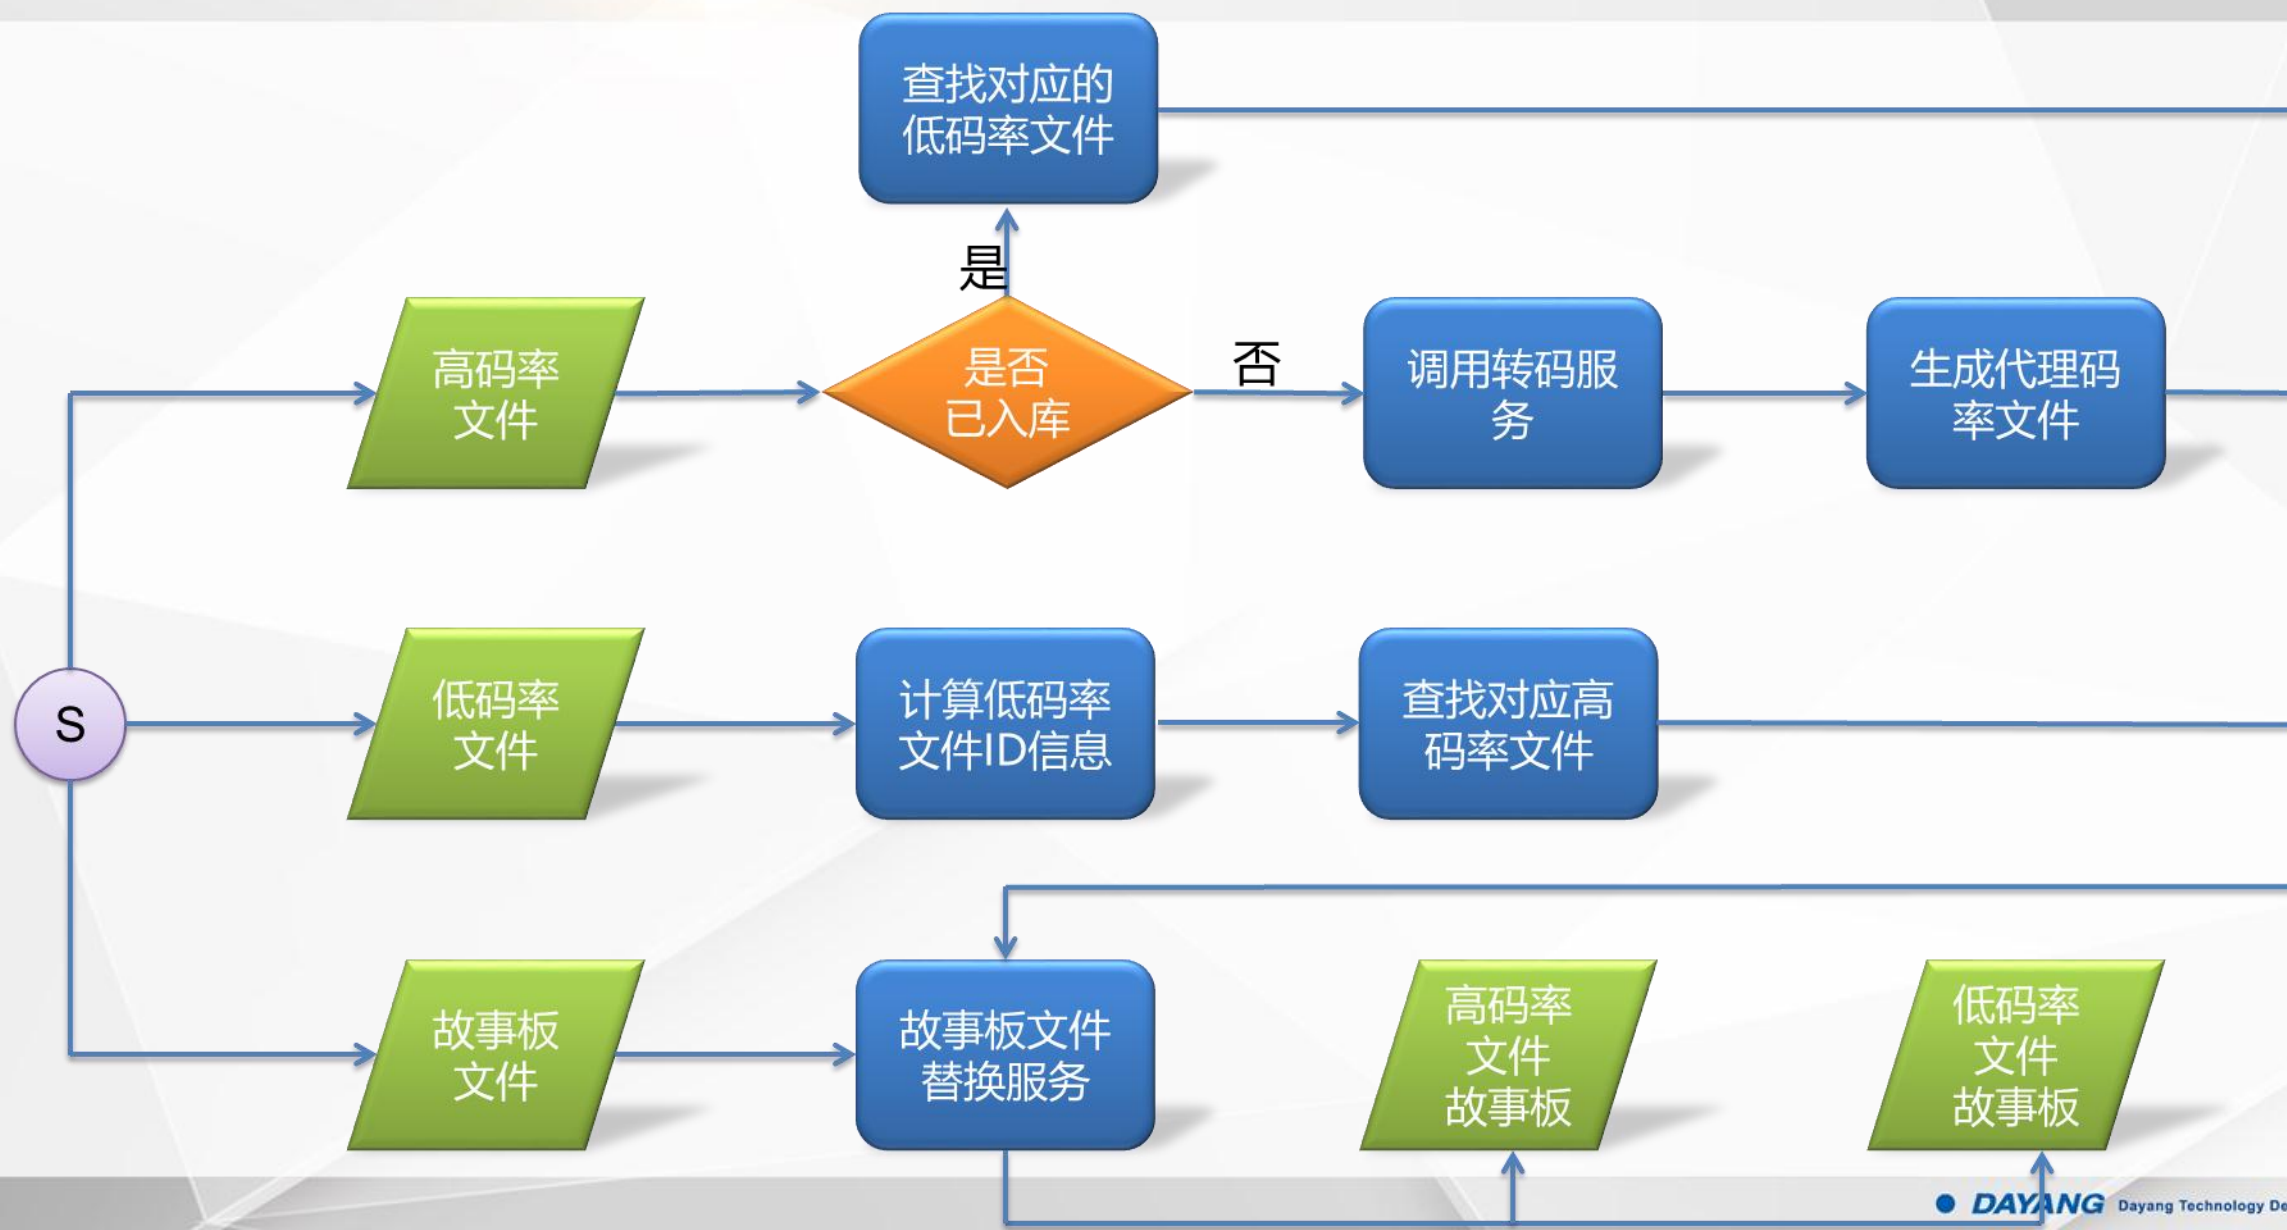 查找对应的
低码率文件
是
高码率
文件
是否
已入库
否
调用转码服
务
生成代理码
率文件
S
低码率
文件
计算低码率
文件ID信息
查找对应高
码率文件
故事板
文件
故事板文件
替换服务
高码率
文件
故事板
低码率
文件
故事板
DAYANG Dayang Technology De